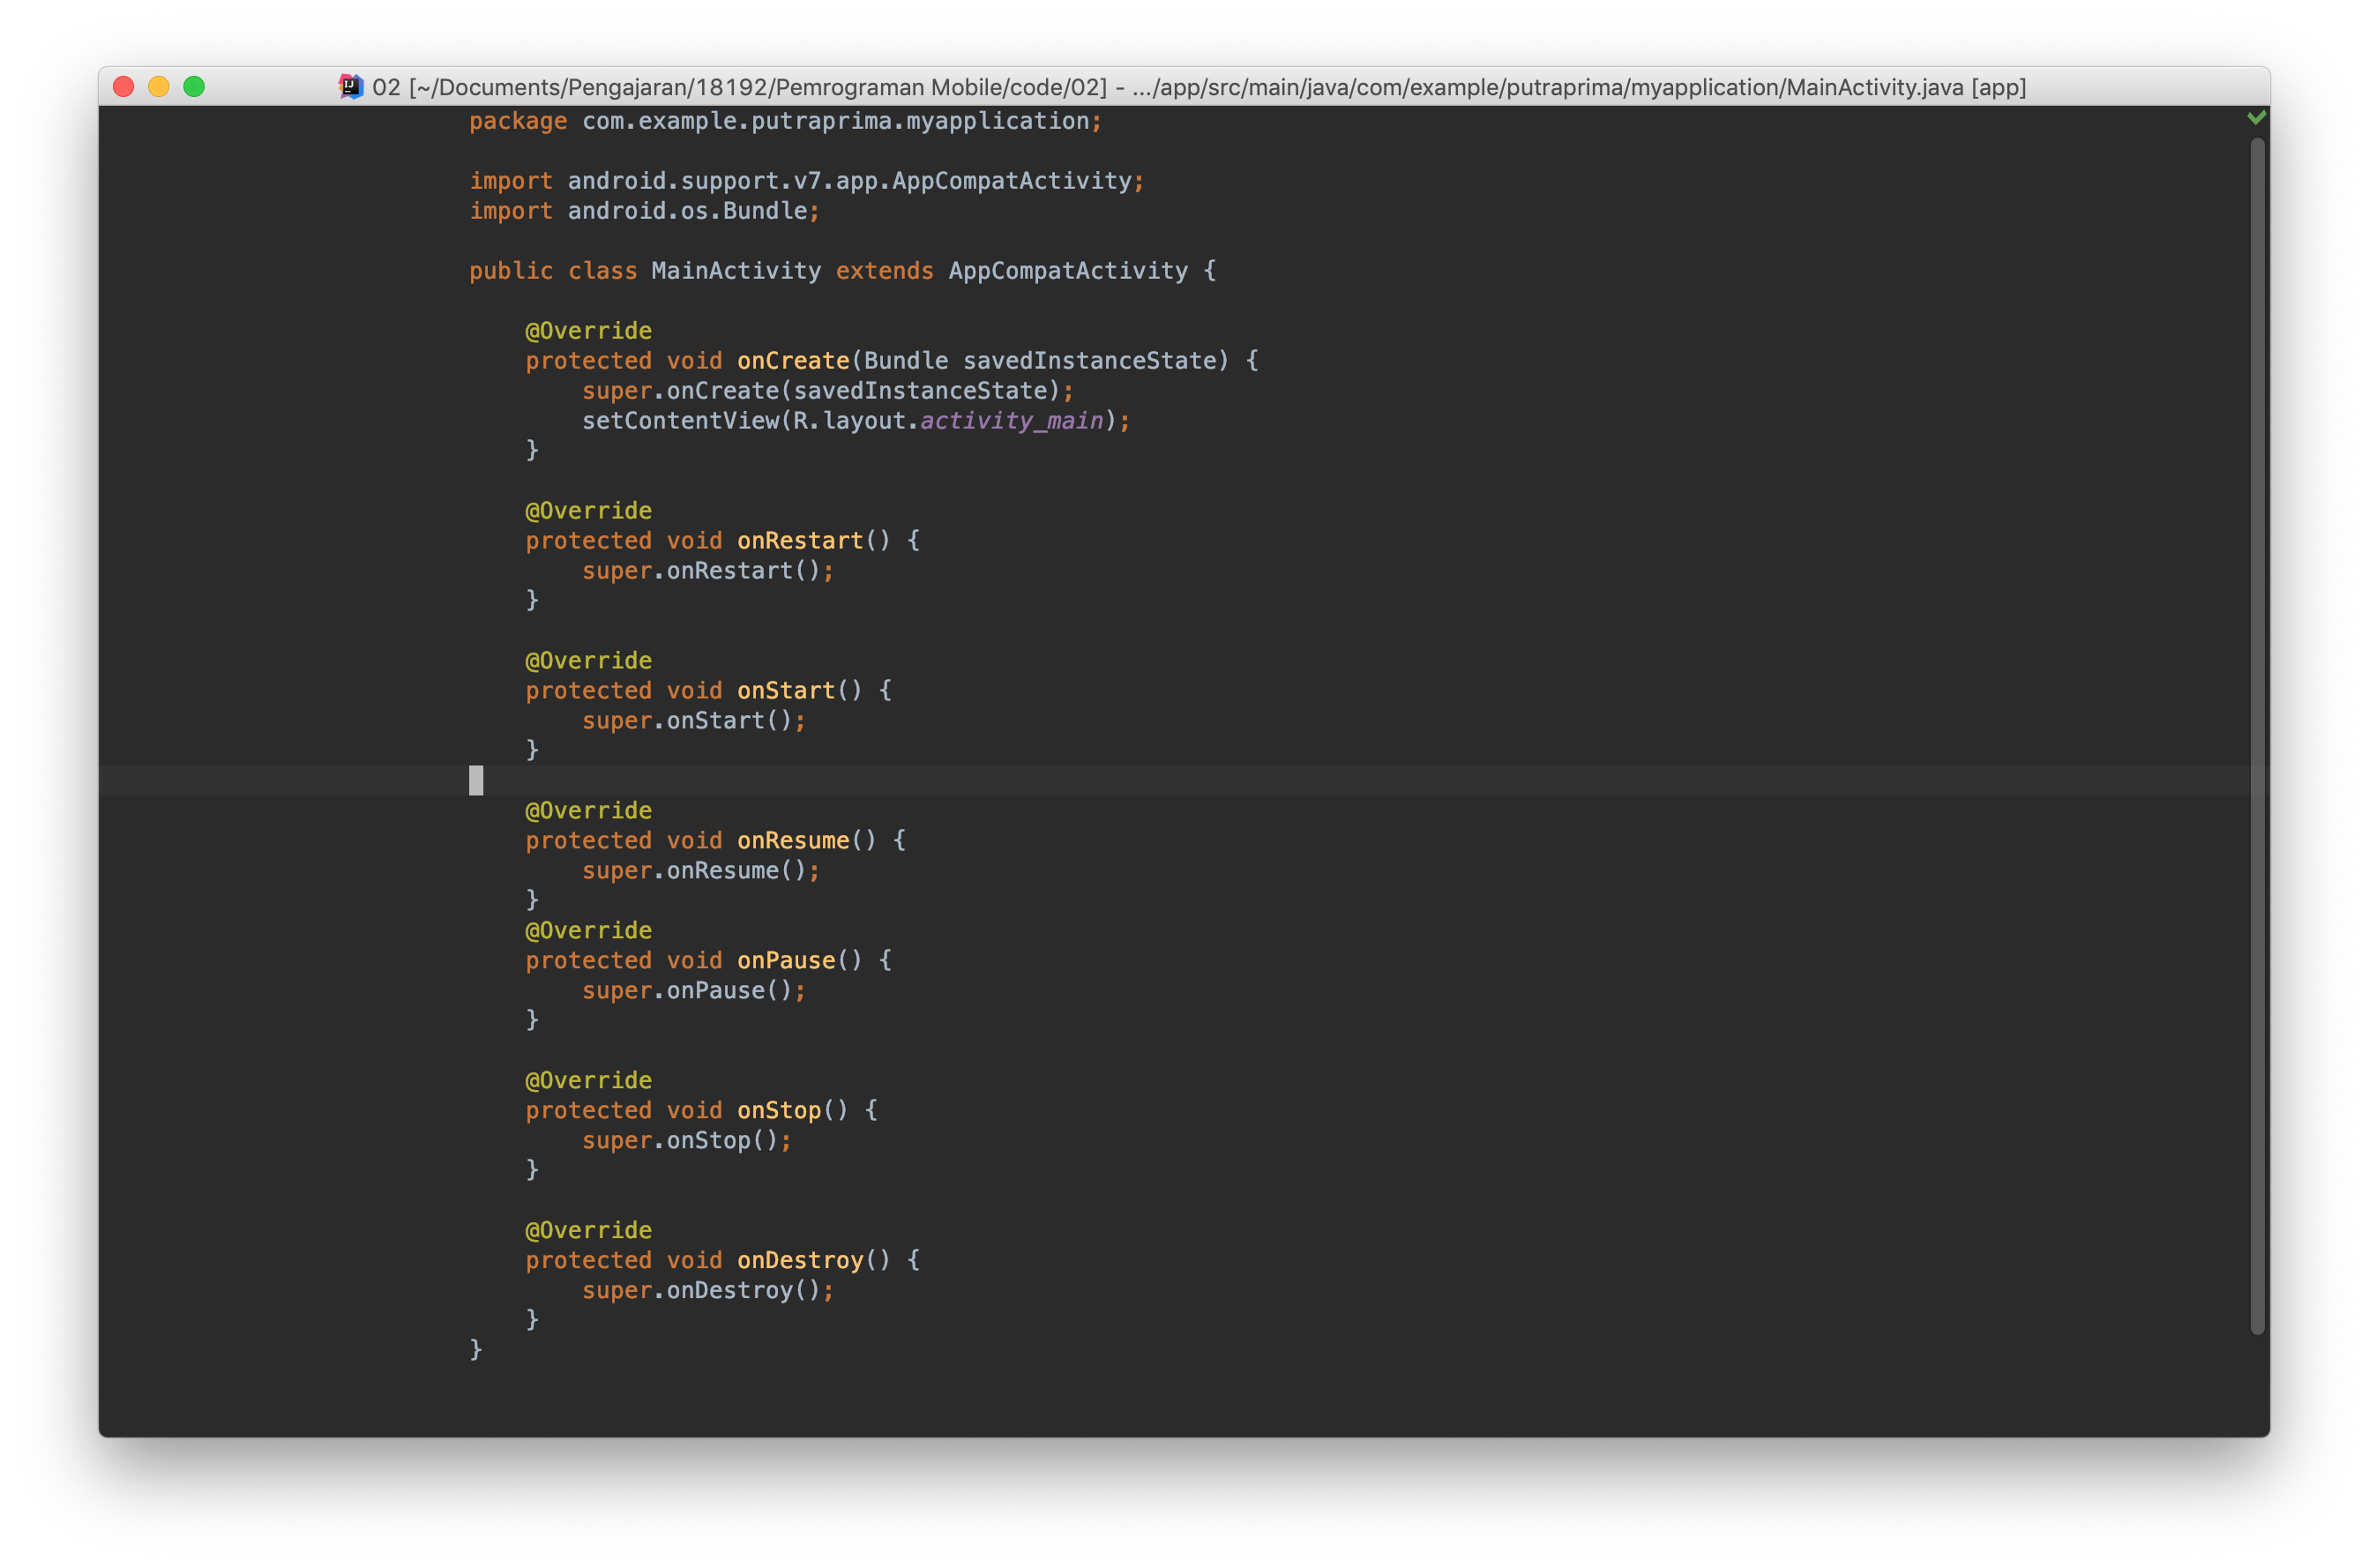 02 [~/Documents/Pengajaran/18192/Pemrograman Mobile/code/02] - .../app/src/main/java/com/example/putraprima/myapplication/MainActivity.java [app]
package com.example.putraprima.myapplication;
import android.support.v7.app.AppCompatActivity;
import android.os.Bundle;
public class MainActivity extends AppCompatActivity {
@Override
protected void onCreate(Bundle savedInstanceState) {
super.onCreate(savedInstanceState);
setContentView(R.layout.activity_main);
}
@Override
protected void onRestart() {
super.onRestart();
}
@Override
protected void onStart() {
super.onStart();
}
@Override
protected void onResume() {
super.onResume();
}
@Override
protected void onPause() {
super.onPause();
}
@Override
protected void onStop() {
super.onStop();
}
@Override
protected void onDestroy() {
super.onDestroy();
}
}